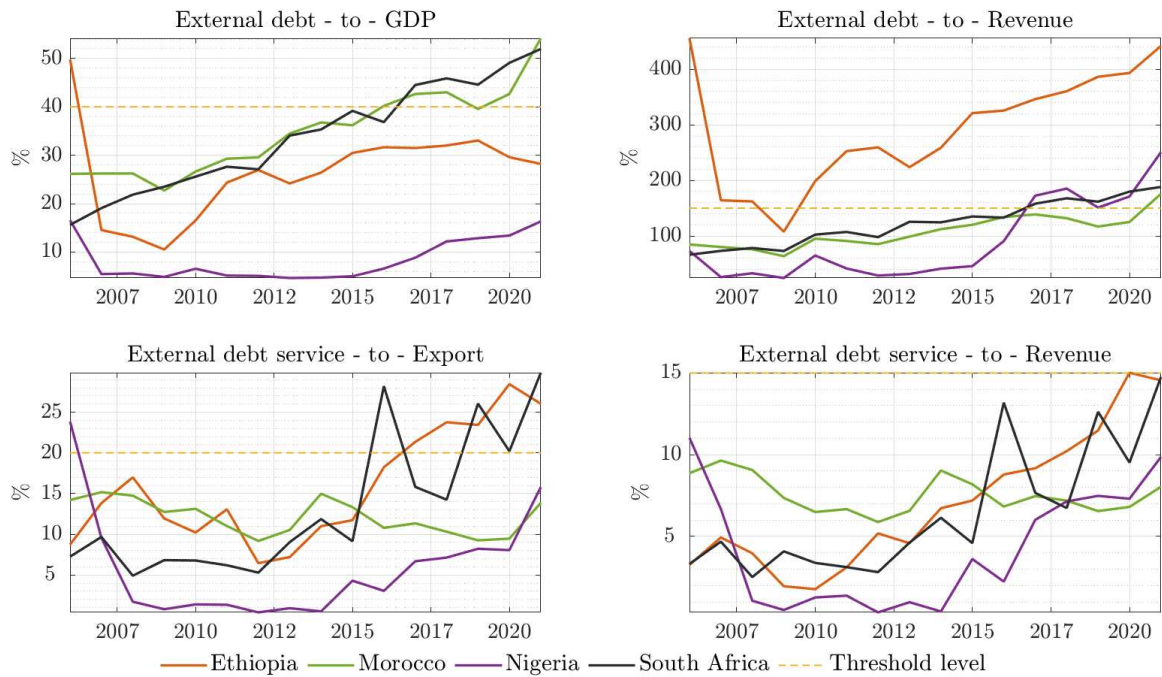 External debt - to - GDP
50
40
30
20
10
%
2007 2010 2012 2015 2017 2020
External debt - to - Revenue
400
300
200
100
%
2007 2010 2012 2015 2017 2020
External debt service - to - Export
25
20
15
10
5
%
2007 2010 2012 2015 2017 2020
External debt service - to - Revenue
15
10
5
%
2007 2010 2012 2015 2017 2020
Ethiopia Morocco Nigeria South Africa Threshold level